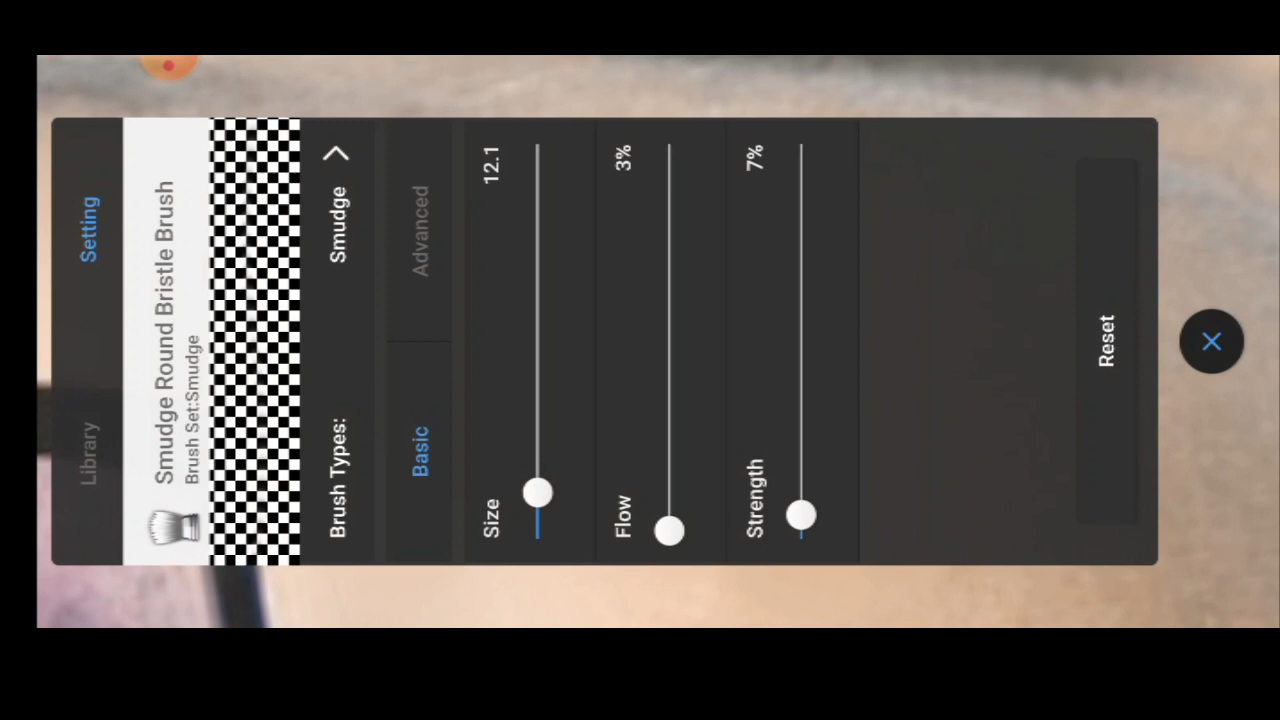 Library Setting
Smudge Round Bristle Brush
Brush Set:Smudge
Brush Types: Smudge
Basic Advanced
Size 12.1
Flow 3%
Strength 7%
Reset